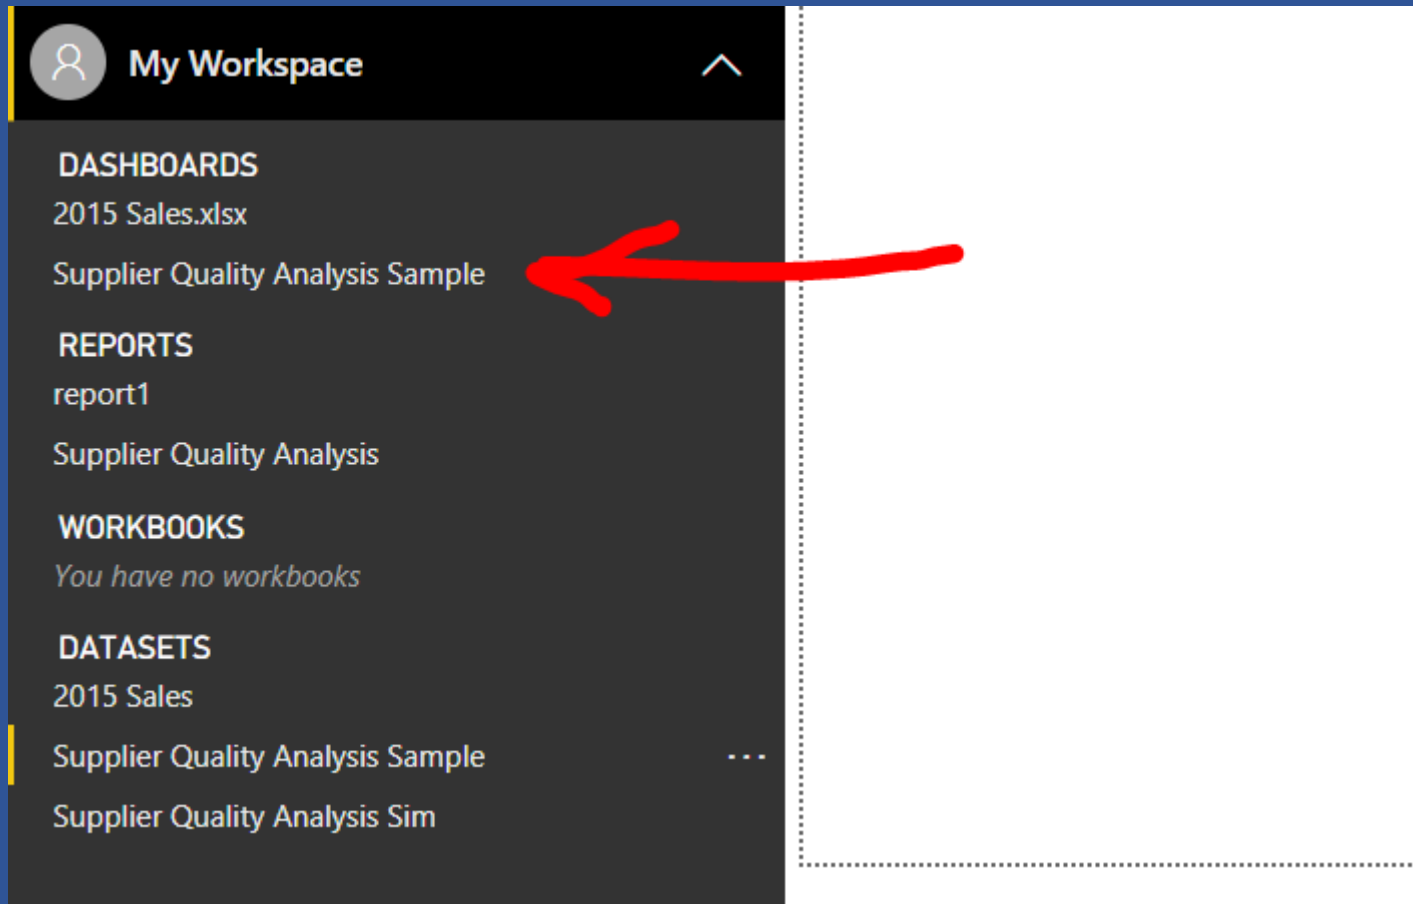 My Workspace
DASHBOARDS
2015 Sales.xlsx
Supplier Quality Analysis Sample
REPORTS
report1
Supplier Quality Analysis
WORKBOOKS
You have no workbooks
DATASETS
2015 Sales
Supplier Quality Analysis Sample
Supplier Quality Analysis Sim